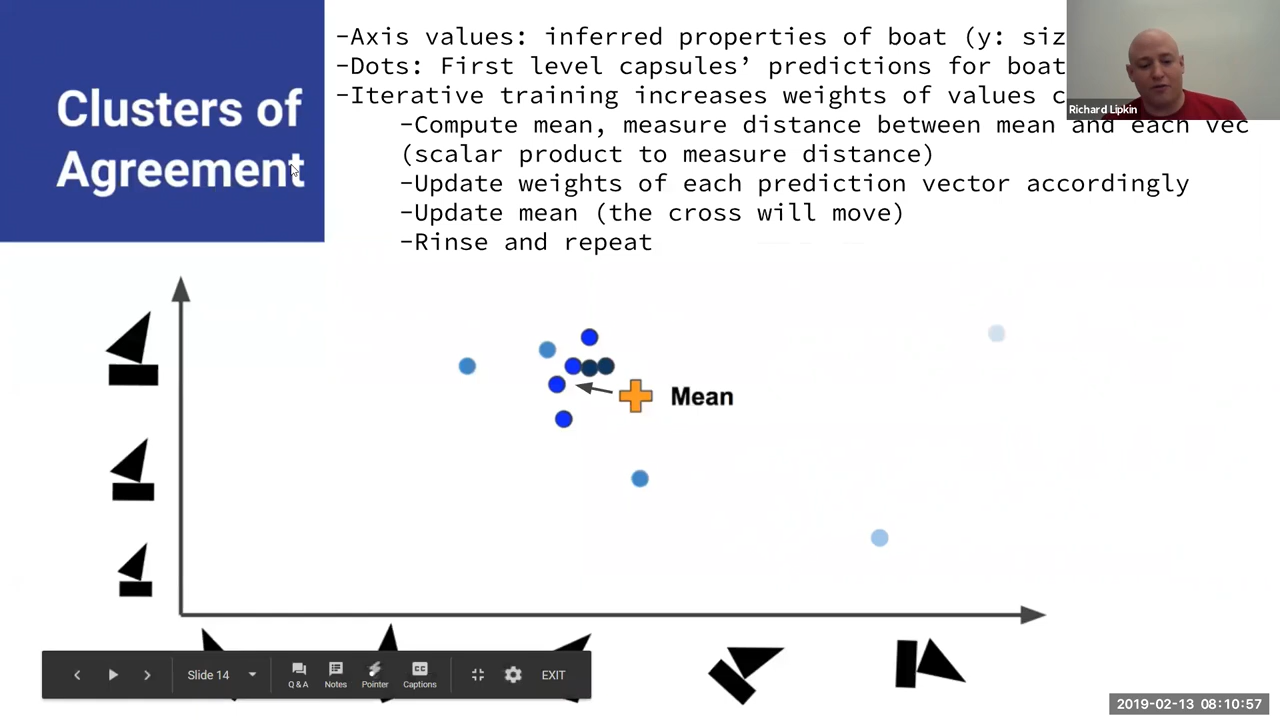 Clusters of
Agreement
-Axis values: inferred properties of boat (y:
-Dots: First level capsules’ predictions for boat
-Iterative training increases weights of values
-Compute mean, measure distance between mean and each
(scalar product to measure distance)
-Update weights of each prediction vector accordingly
-Update mean (the cross will move)
-Rinse and repeat
Richard Lipkin
Mean
Slide 14
Q & A
Notes
Pointer
Captions
EXIT
2019-02-13 08:10:57